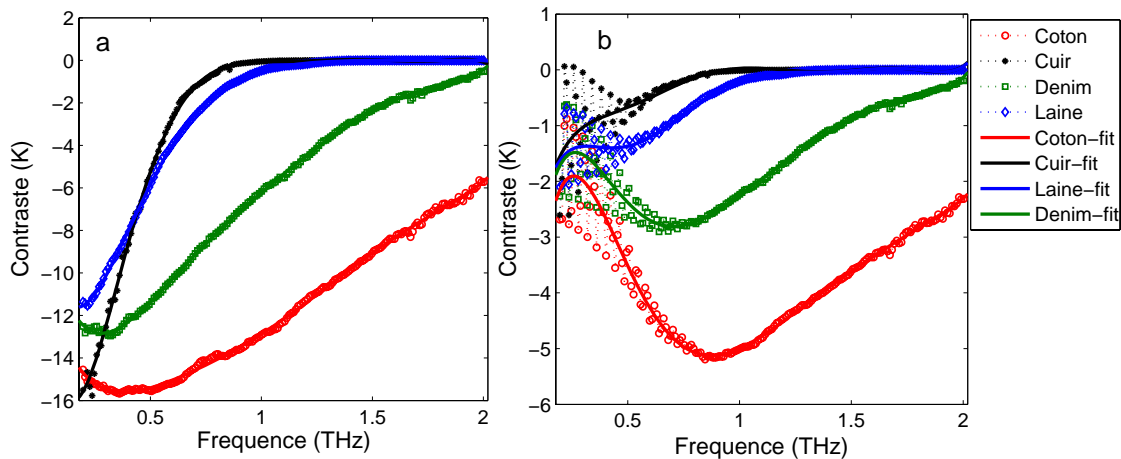 a
2
0
−2
−4
−6
−8
−10
−12
−14
−16
0.5
1
1.5
2
Contraste (K)
Frequence (THz)
b
1
0
−1
−2
−3
−4
−5
−6
0.5
1
1.5
2
Contraste (K)
Frequence (THz)
Coton
Cuir
Denim
Laine
Coton−fit
Cuir−fit
Laine−fit
Denim−fit